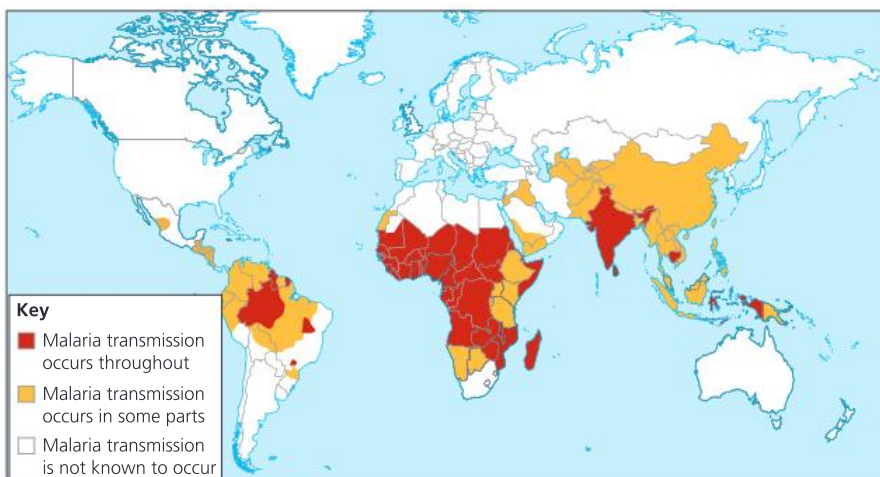 Key
Malaria transmission
occurs throughout
Malaria transmission
occurs in some parts
Malaria transmission
is not known to occur